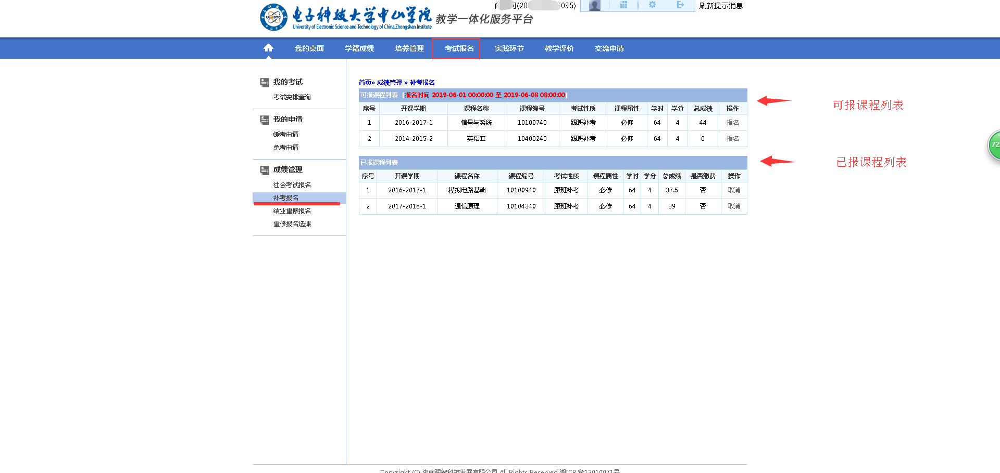 电子科技大学中山学院
University of Electronic Science and Technology of China,Zhongshan Institute
教学一体化服务平台
(20 035) 刷新提示消息
我的桌面 学籍成绩 培养管理 考试报名 实践环节 教学评价 交流申请
我的考试
考试安排查询
我的申请
缓考申请
免考申请
成绩管理
社会考试报名
补考报名
结业重修报名
重修报名选课
首页» 成绩管理 » 补考报名
可报课程列表 [报名时间 2019-06-01 00:00:00 至 2019-06-08 08:00:00]
序号 开课学期 课程名称 课程编号 考试性质 课程属性 学时 学分 总成绩 操作
1 2016-2017-1 信号与系统 10100740 跟班补考 必修 64 4 44 报名
2 2014-2015-2 英语Ⅱ 10400240 跟班补考 必修 64 4 0 报名
可报课程列表
已报课程列表
序号 开课学期 课程名称 课程编号 考试性质 课程属性 学时 学分 总成绩 是否缴费 操作
1 2016-2017-1 模拟电路基础 10100940 跟班补考 必修 64 4 37.5 否 取消
2 2017-2018-1 通信原理 10104340 跟班补考 必修 64 4 39 否 取消
已报课程列表
72
Copyright (C) 湖南强智科技发展有限公司 All Rights Reserved 湘ICP 备12010071号